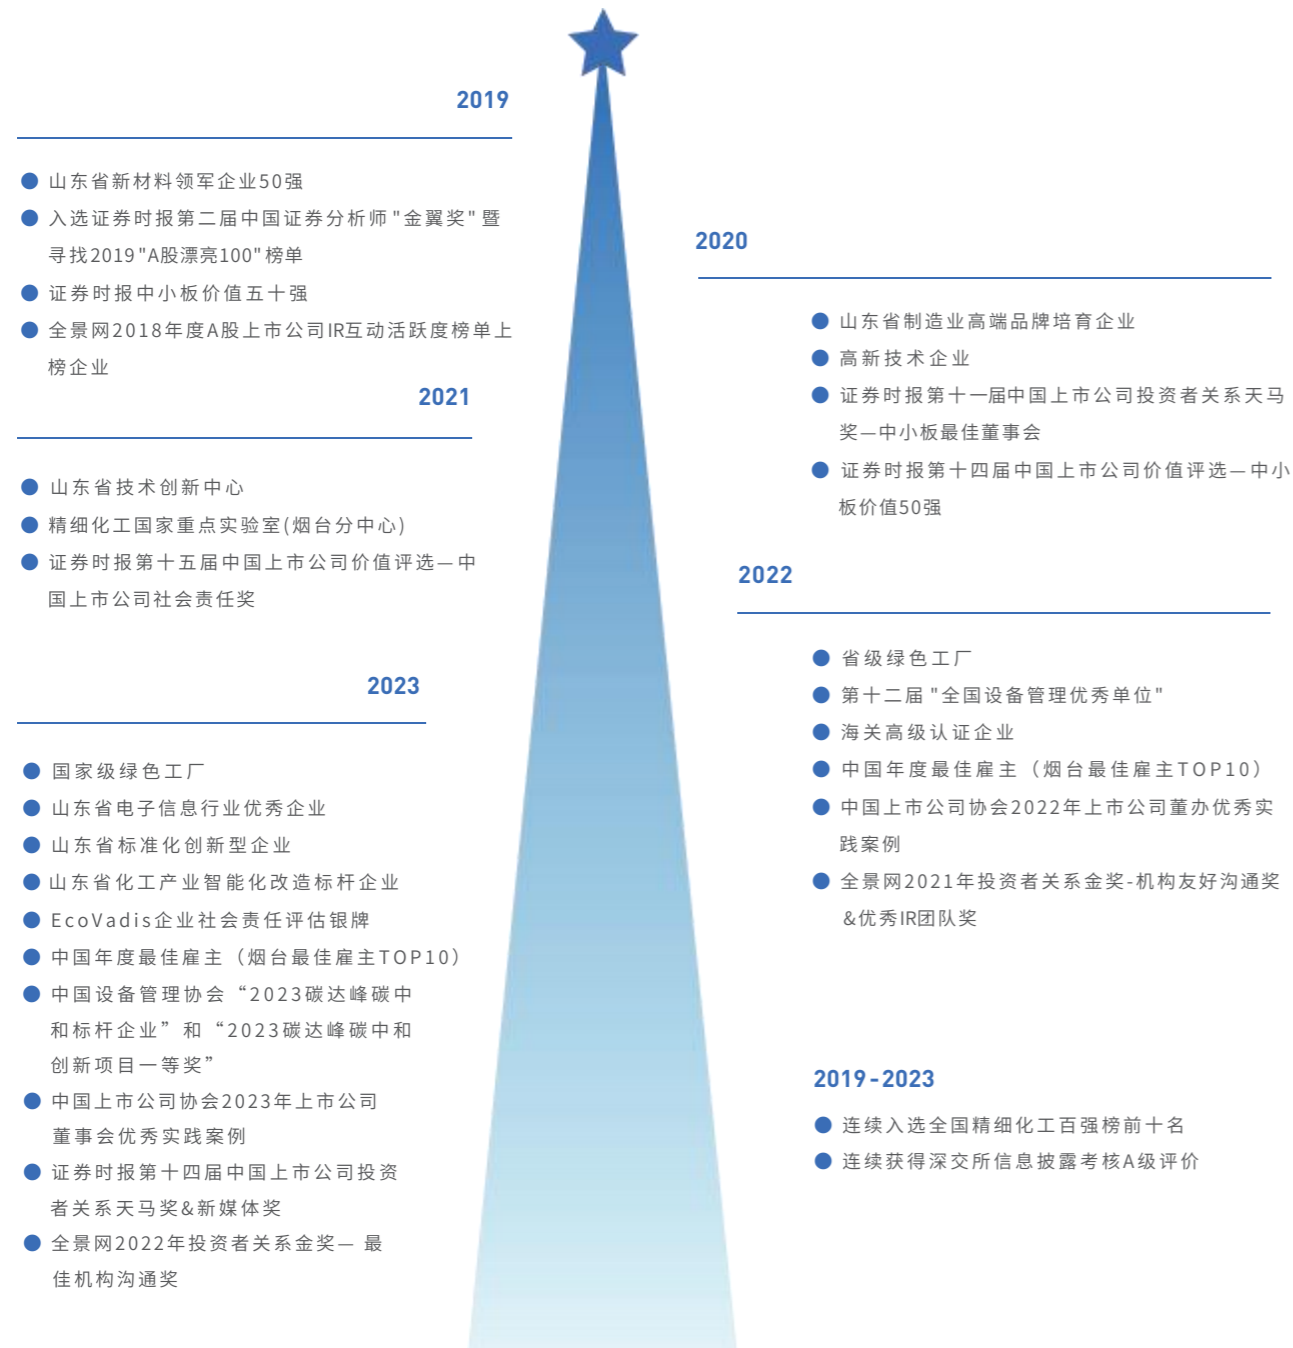 2019
山东省新材料领军企业50强
入选证券时报第二届中国证券分析师"金翼奖"暨
寻找2019"A股漂亮100"榜单
证券时报中小板价值五十强
全景网2018年度A股上市公司IR互动活跃度榜单上
榜企业
2020
山东省制造业高端品牌培育企业
高新技术企业
证券时报第十一届中国上市公司投资者关系天马
奖—中小板最佳董事会
证券时报第十四届中国上市公司价值评选—中小
板价值50强
2021
山东省技术创新中心
精细化工国家重点实验室(烟台分中心)
证券时报第十五届中国上市公司价值评选—中
国上市公司社会责任奖
2022
省级绿色工厂
第十二届"全国设备管理优秀单位"
海关高级认证企业
中国年度最佳雇主（烟台最佳雇主TOP10）
中国上市公司协会2022年上市公司董办优秀实
践案例
全景网2021年投资者关系金奖-机构友好沟通奖
&优秀IR团队奖
2023
国家级绿色工厂
山东省电子信息行业优秀企业
山东省标准化创新型企业
山东省化工产业智能化改造标杆企业
EcoVadis企业社会责任评估银牌
中国年度最佳雇主（烟台最佳雇主TOP10）
中国设备管理协会“2023碳达峰碳中
和标杆企业”和“2023碳达峰碳中和
创新项目一等奖”
中国上市公司协会2023年上市公司
董事会优秀实践案例
证券时报第十四届中国上市公司投资
者关系天马奖&新媒体奖
全景网2022年投资者关系金奖— 最
佳机构沟通奖
2019-2023
连续入选全国精细化工百强榜前十名
连续获得深交所信息披露考核A级评价